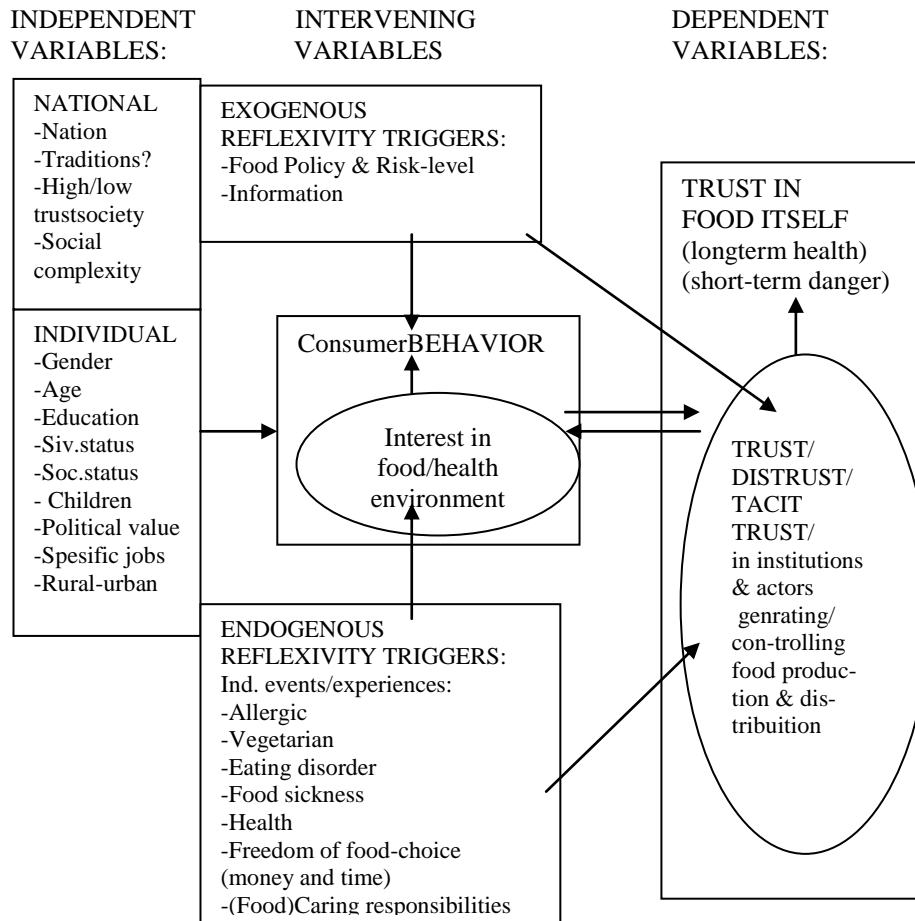 INDEPENDENT
VARIABLES:
INTERVENING
VARIABLES
DEPENDENT
VARIABLES:
NATIONAL
-Nation
-Traditions?
-High/low
trustsociety
-Social
complexity
INDIVIDUAL
-Gender
-Age
-Education
-Siv.status
-Soc.status
- Children
-Political value
-Spesific jobs
-Rural-urban
EXOGENOUS
REFLEXIVITY TRIGGERS:
-Food Policy & Risk-level
-Information
ConsumerBEHAVIOR
Interest in
food/health
environment
ENDOGENOUS
REFLEXIVITY TRIGGERS:
Ind. events/experiences:
-Allergic
-Vegetarian
-Eating disorder
-Food sickness
-Health
-Freedom of food-choice
(money and time)
-(Food)Caring responsibilities
TRUST IN
FOOD ITSELF
(longterm health)
(short-term danger)
TRUST/
DISTRUST/
TACIT
TRUST/
in institutions
& actors
genrating/
con-trolling
food produc-
tion & dis-
tribuition